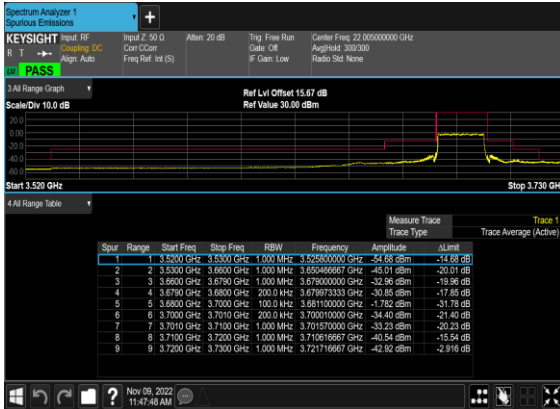 Spectrum Analyzer 1
Spurious Emissions
+
KEYSIGHT Input: RF Input Z: 50 Ω Atten: 20 dB Trig: Free Run Center Freq: 22.005000000 GHz
R T Coupling: DC Corr CCorr Gate: Off Avg|Hold: 300/300
Align: Auto Freq Ref: Int (S) IF Gain: Low Radio Std: None
PASS
3 All Range Graph Ref Lvl Offset 15.67 dB
Scale/Div 10.0 dB Ref Value 30.00 dBm
20.0
0.00
-20.0
-40.0
-60.0
Start 3.520 GHz Stop 3.730 GH
4 All Range Table
Measure Trace Trace 1
Trace Type Trace Average (Active)
Spur Range Start Freq Stop Freq RBW Frequency Amplitude ΔLimit
1 1 3.5200 GHz 3.5300 GHz 1.000 MHz 3.525800000 GHz -54.68 dBm -14.68 dB
2 2 3.5300 GHz 3.6600 GHz 1.000 MHz 3.650466667 GHz -45.01 dBm -20.01 dB
3 3 3.6600 GHz 3.6790 GHz 1.000 MHz 3.679000000 GHz -32.96 dBm -19.96 dB
4 4 3.6790 GHz 3.6800 GHz 200.0 kHz 3.679973333 GHz -30.85 dBm -17.85 dB
5 5 3.6800 GHz 3.7000 GHz 100.0 kHz 3.681100000 GHz -1.782 dBm -31.78 dB
6 6 3.7000 GHz 3.7010 GHz 200.0 kHz 3.700010000 GHz -34.40 dBm -21.40 dB
7 7 3.7010 GHz 3.7100 GHz 1.000 MHz 3.701570000 GHz -33.23 dBm -20.23 dB
8 8 3.7100 GHz 3.7200 GHz 1.000 MHz 3.710616667 GHz -40.54 dBm -15.54 dB
9 9 3.7200 GHz 3.7300 GHz 1.000 MHz 3.721716667 GHz -42.92 dBm -2.916 dB
? Nov 09, 2022
11:47:48 AM